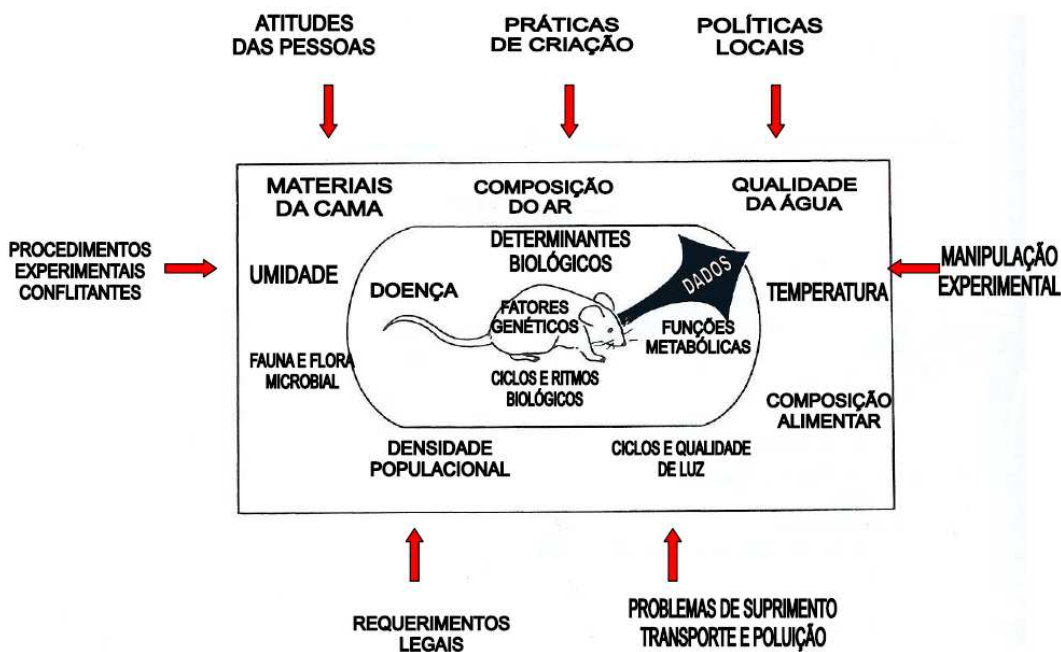 ATITUDES
DAS PESSOAS
PRÁTICAS
DE CRIAÇÃO
POLÍTICAS
LOCAIS
MATERIAIS
DA CAMA
COMPOSIÇÃO
DO AR
QUALIDADE
DA ÁGUA
PROCEDIMENTOS
EXPERIMENTAIS
CONFLITANTES
UMIDADE
DETERMINANTES
BIOLÓGICOS
DOENÇA
FATORES
GENÉTICOS
DADOS
FUNÇÕES
METABÓLICAS
TEMPERATURA
MANIPULAÇÃO
EXPERIMENTAL
FAUNA E FLORA
MICROBIAL
CICLOS E RITMOS
BIOLÓGICOS
COMPOSIÇÃO
ALIMENTAR
DENSIDADE
POPULACIONAL
CICLOS E QUALIDADE
DE LUZ
REQUERIMENTOS
LEGAIS
PROBLEMAS DE SUPRIMENTO
TRANSPORTE E POLUIÇÃO